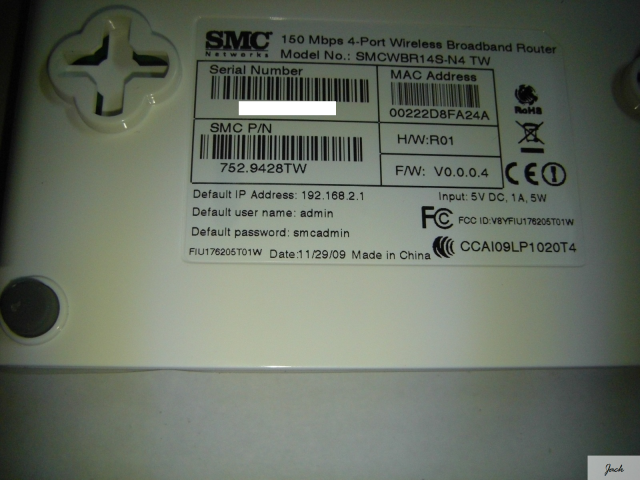 SMC® Networks
150 Mbps 4-Port Wireless Broadband Router
Model No.: SMCWBR14S-N4 TW
Serial Number
MAC Address
00222D8FA24A
RoHS
SMC P/N
752.9428TW
H/W:R01
F/W: V0.0.0.4
CE
Default IP Address: 192.168.2.1
Input: 5V DC, 1A, 5W
Default user name: admin
FC FCC ID:V8YFIU176205T01W
Default password: smcadmin
CCAI09LP1020T4
FIU176205T01W Date:11/29/09 Made in China
Jack